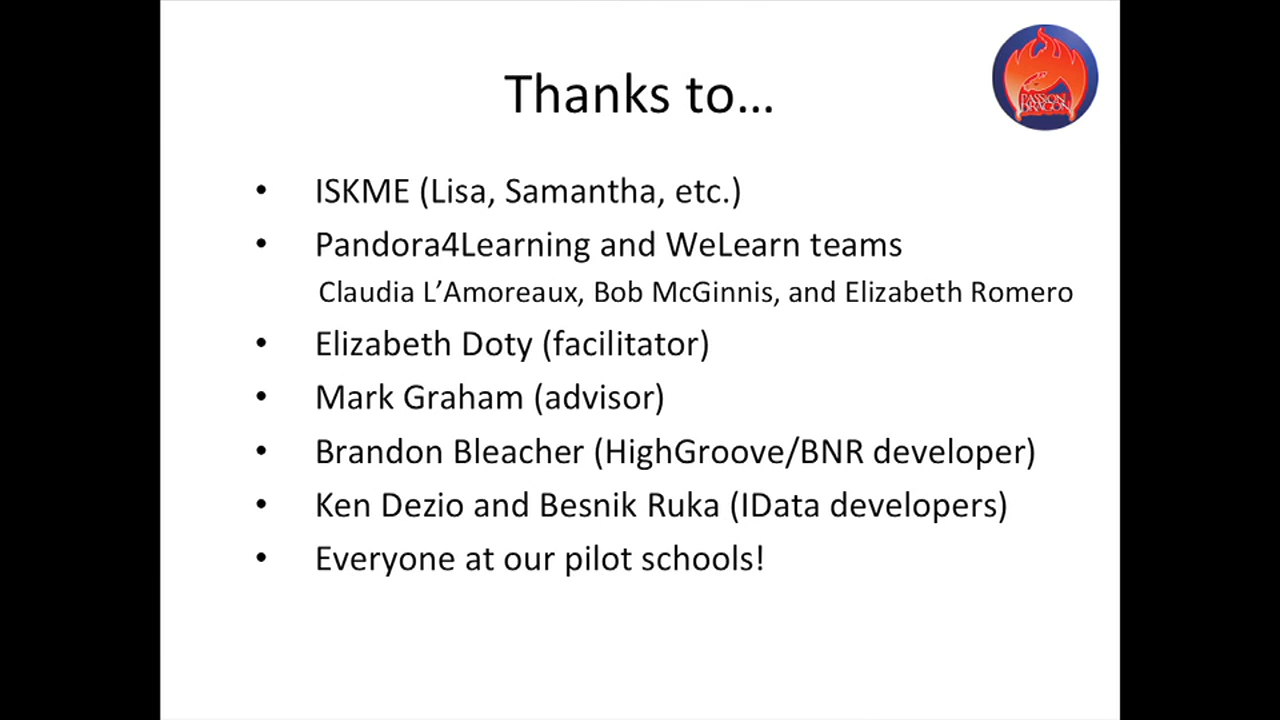 Thanks to…
PASSION
DRAGON
• ISKME (Lisa, Samantha, etc.)
• Pandora4Learning and WeLearn teams
Claudia L’Amoreaux, Bob McGinnis, and Elizabeth Romero
• Elizabeth Doty (facilitator)
• Mark Graham (advisor)
• Brandon Bleacher (HighGroove/BNR developer)
• Ken Dezio and Besnik Ruka (IData developers)
• Everyone at our pilot schools!